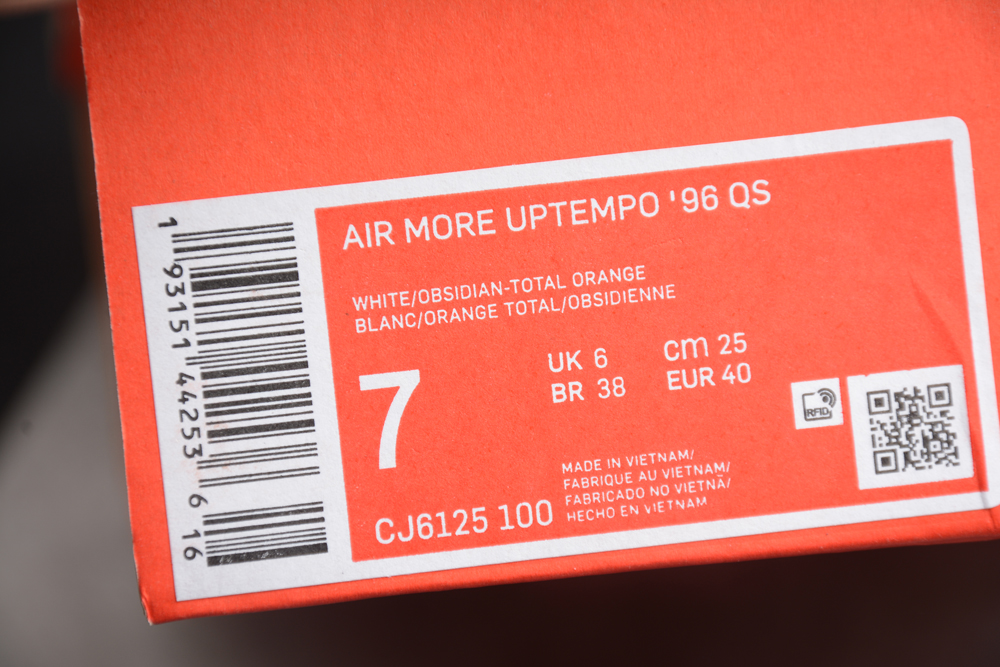 AIR MORE UPTEMPO '96 QS
WHITE/OBSIDIAN-TOTAL ORANGE
BLANC/ORANGE TOTAL/OBSIDIENNE
7
UK 6
BR 38
cm 25
EUR 40
RFID
CJ6125 100
MADE IN VIETNAM/
FABRIQUE AU VIETNAM/
FABRICADO NO VIETNÃ/
HECHO EN VIETNAM
1 93151 44253 6 16